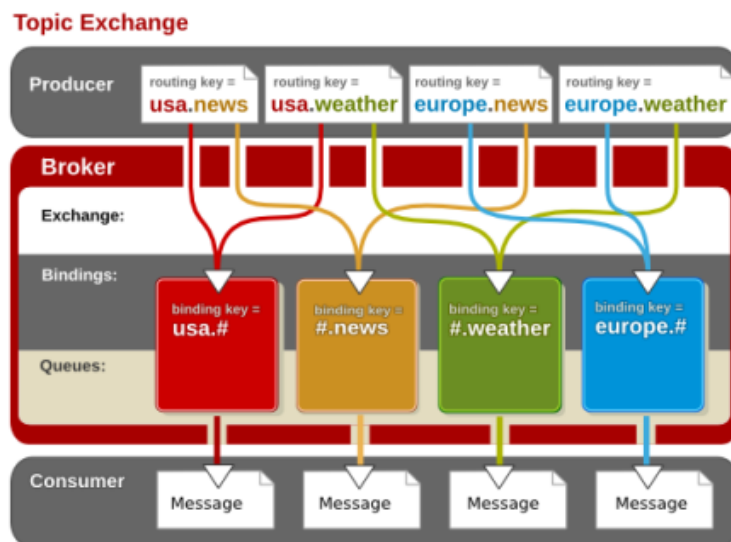 Topic Exchange
Producer
routing key =
usa.news
routing key =
usa.weather
routing key =
europe.news
routing key =
europe.weather
Broker
Exchange:
Bindings:
binding key =
usa.#
binding key =
#.news
binding key =
#.weather
binding key =
europe.#
Queues:
Consumer
Message
Message
Message
Message